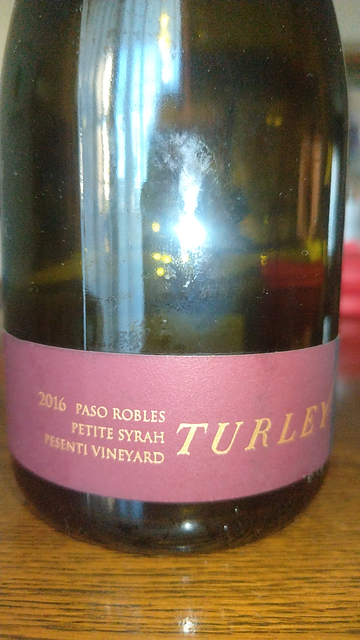 2016 PASO ROBLES
PETITE SYRAH
PESENTI VINEYARD
TURLEY